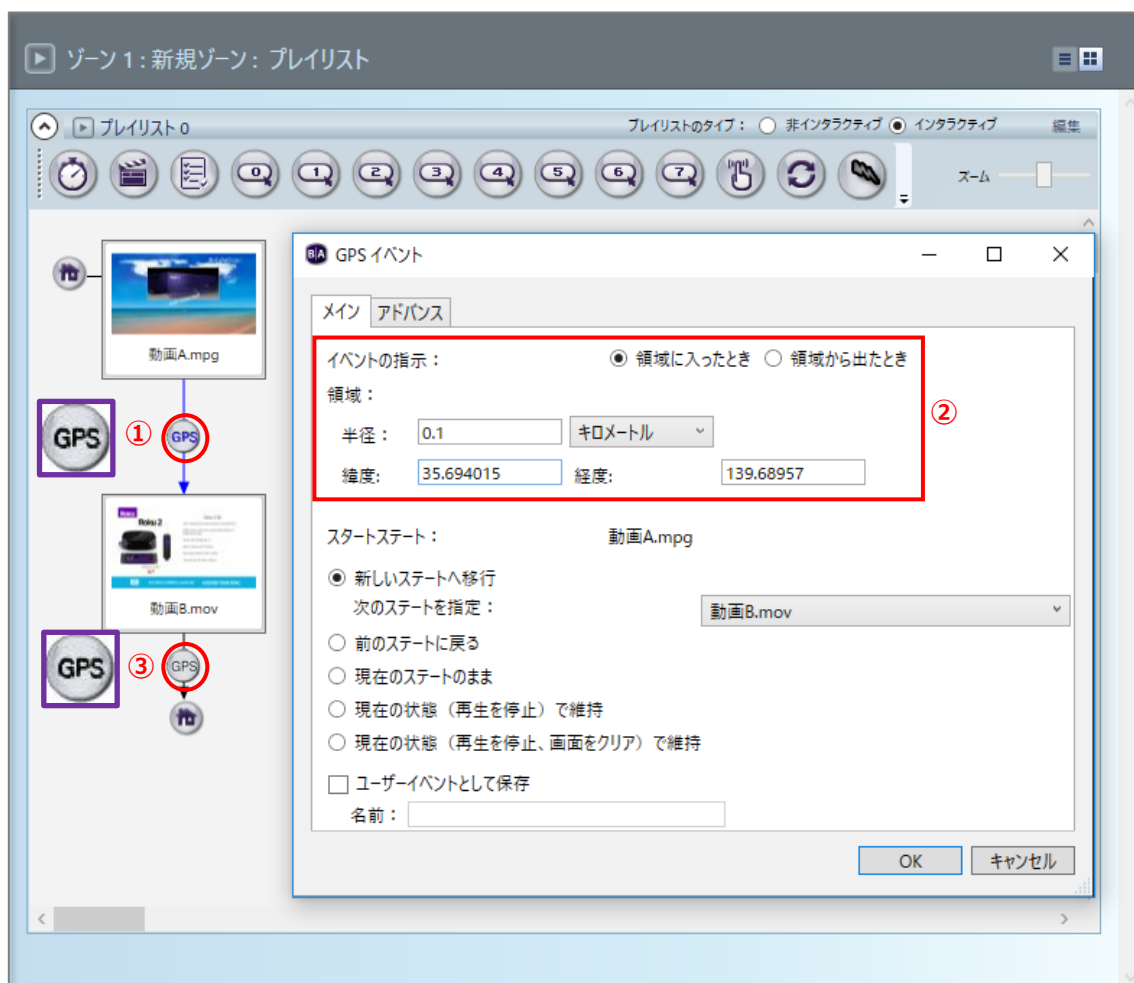 ゾーン 1 : 新規ゾーン : プレイリスト
プレイリスト 0
プレイリストのタイプ : 非インタラクティブ インタラクティブ 編集
0 1 2 3 4 5 6 7
ズーム
動画A.mpg
GPS ① GPS
Roku
Roku 2
動画B.mov
GPS ③ GPS
BA GPS イベント
メイン アドバンス
イベントの指示 : 領域に入ったとき 領域から出たとき
領域 :
②
半径 : 0.1 キロメートル
緯度: 35.694015 経度: 139.68957
スタートステート : 動画A.mpg
新しいステートへ移行
次のステートを指定 : 動画B.mov
前のステートに戻る
現在のステートのまま
現在の状態（再生を停止）で維持
現在の状態（再生を停止、画面をクリア）で維持
ユーザーイベントとして保存
名前 :
OK キャンセル